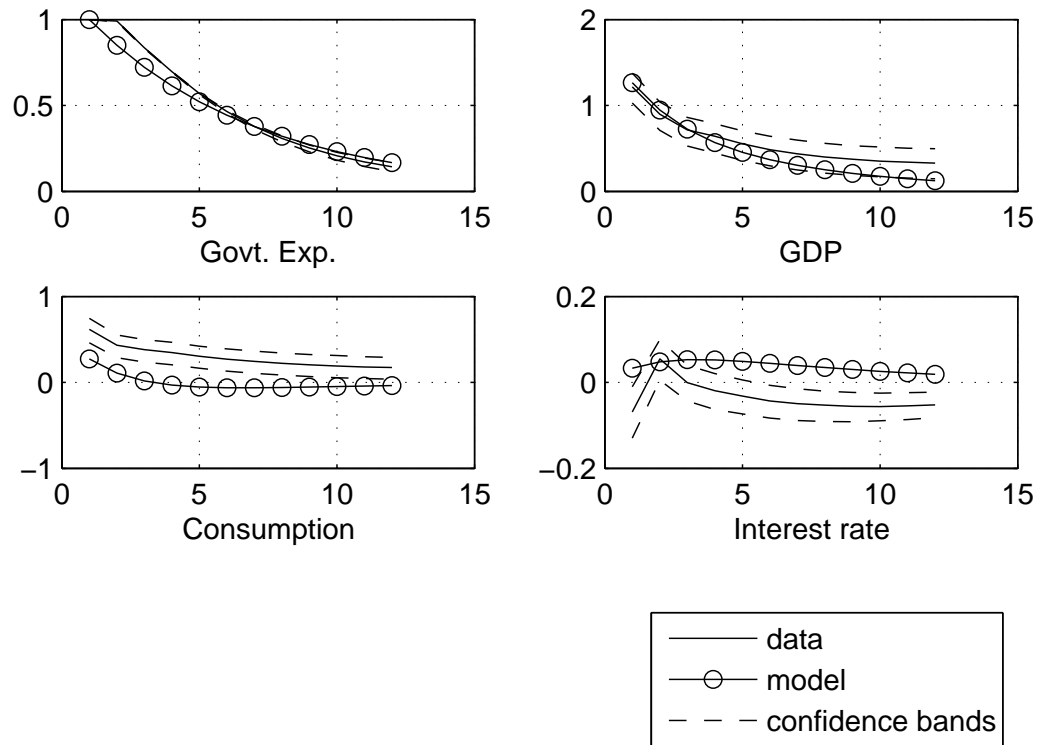 1
0.5
0
0 5 10 15
Govt. Exp.
2
1
0
0 5 10 15
GDP
1
0
−1
0 5 10 15
Consumption
0.2
0
−0.2
0 5 10 15
Interest rate
data
model
confidence bands